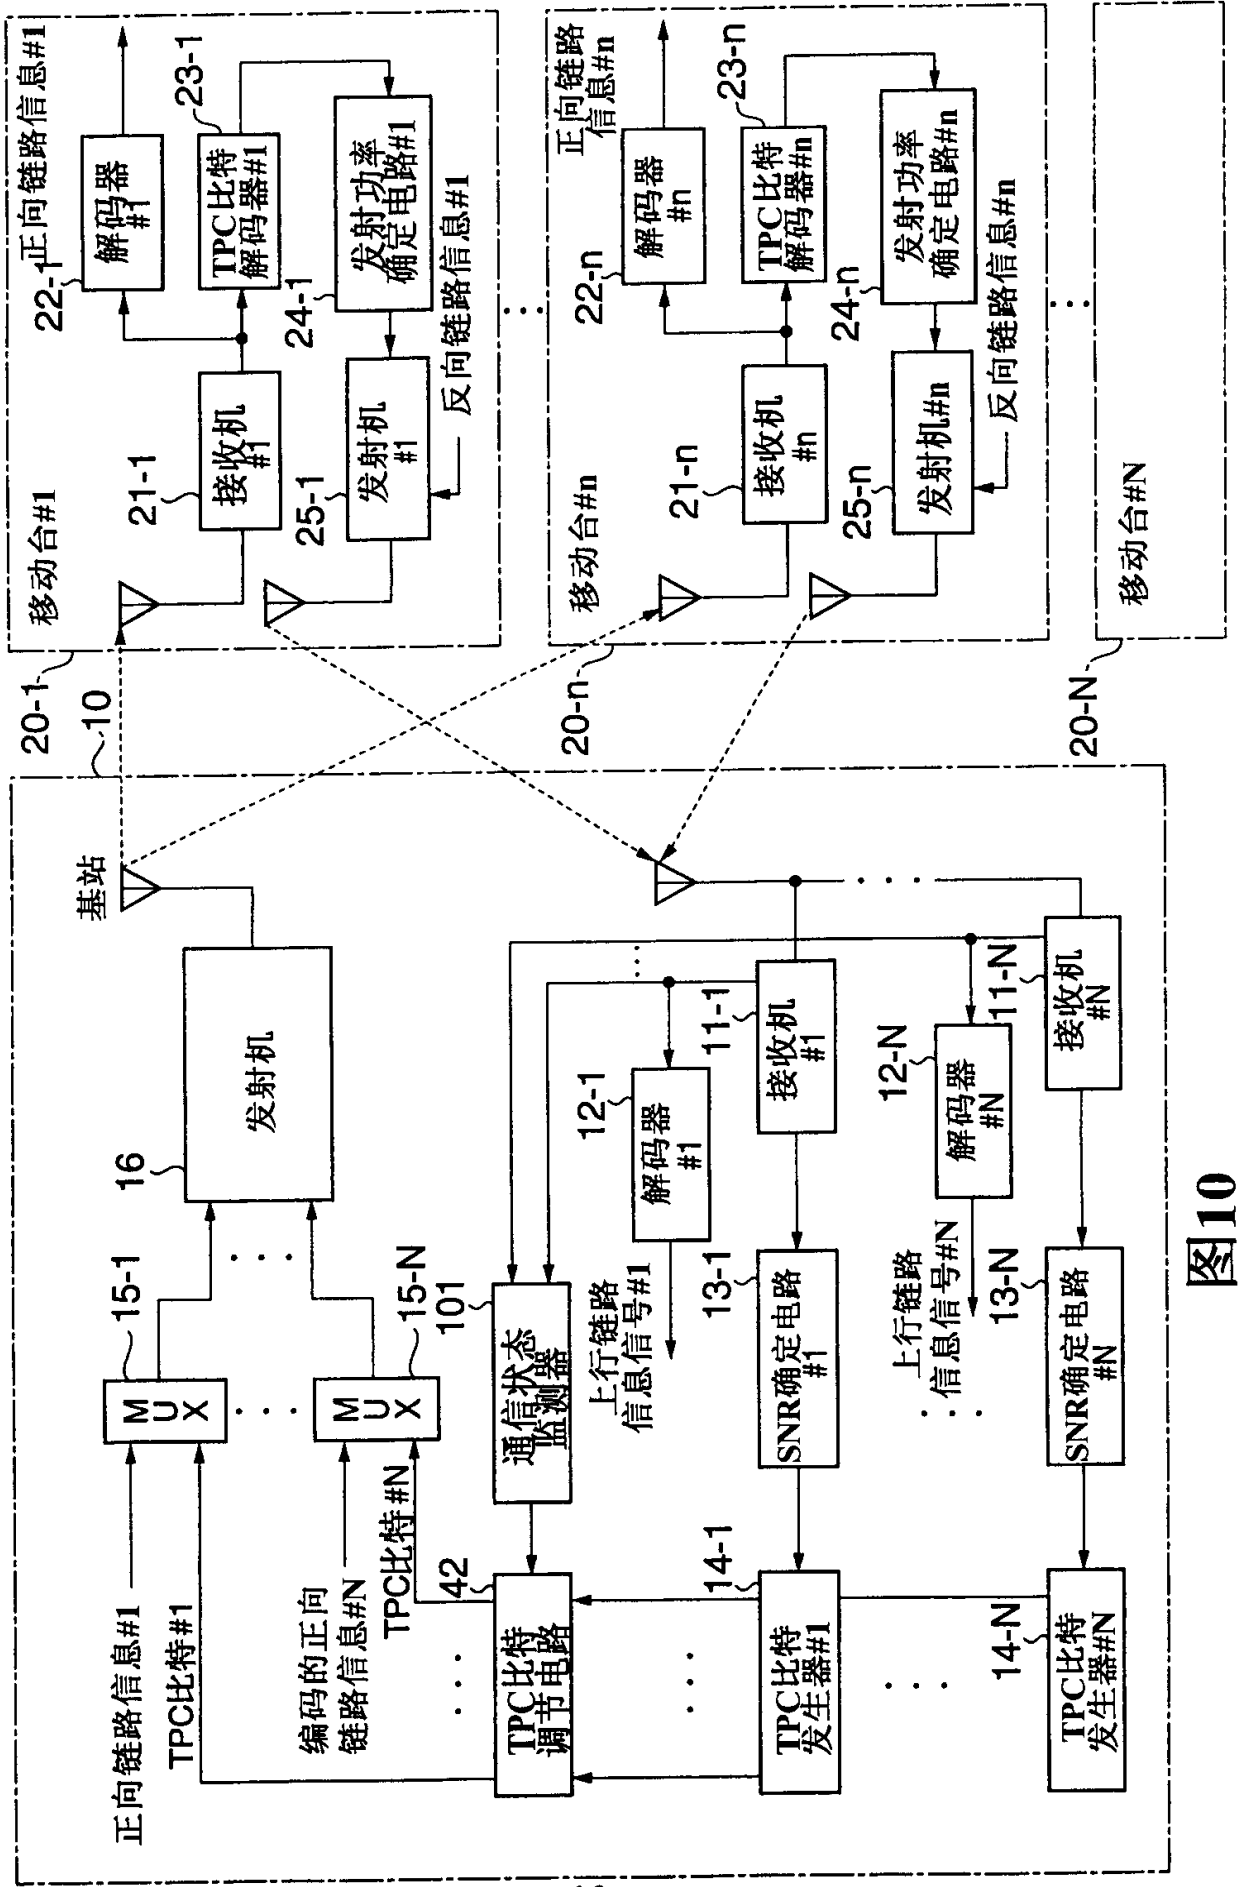 基站
10
16
发射机
15-1
MUX
正向链路信息#1
TPC比特#1
15-N
MUX
编码的正向
链路信息#N
TPC比特#N
101
通信状态
监测器
42
TPC比特
调节电路
12-1
解码器
#1
上行链路
信息信号#1
11-1
接收机
#1
13-1
SNR确定电路
#1
14-1
TPC比特
发生器#1
12-N
解码器
#N
上行链路
信息信号#N
11-N
接收机
#N
13-N
SNR确定电路
#N
14-N
TPC比特
发生器#N
20-1
移动台#1
21-1
接收机
#1
22-1
解码器
#1
正向链路信息#1
23-1
TPC比特
解码器#1
24-1
发射功率
确定电路#1
25-1
发射机
#1
反向链路信息#1
20-n
移动台#n
21-n
接收机
#n
22-n
解码器
#n
正向链路
信息#n
23-n
TPC比特
解码器#n
24-n
发射功率
确定电路#n
25-n
发射机#n
反向链路信息#n
20-N
移动台#N
图10